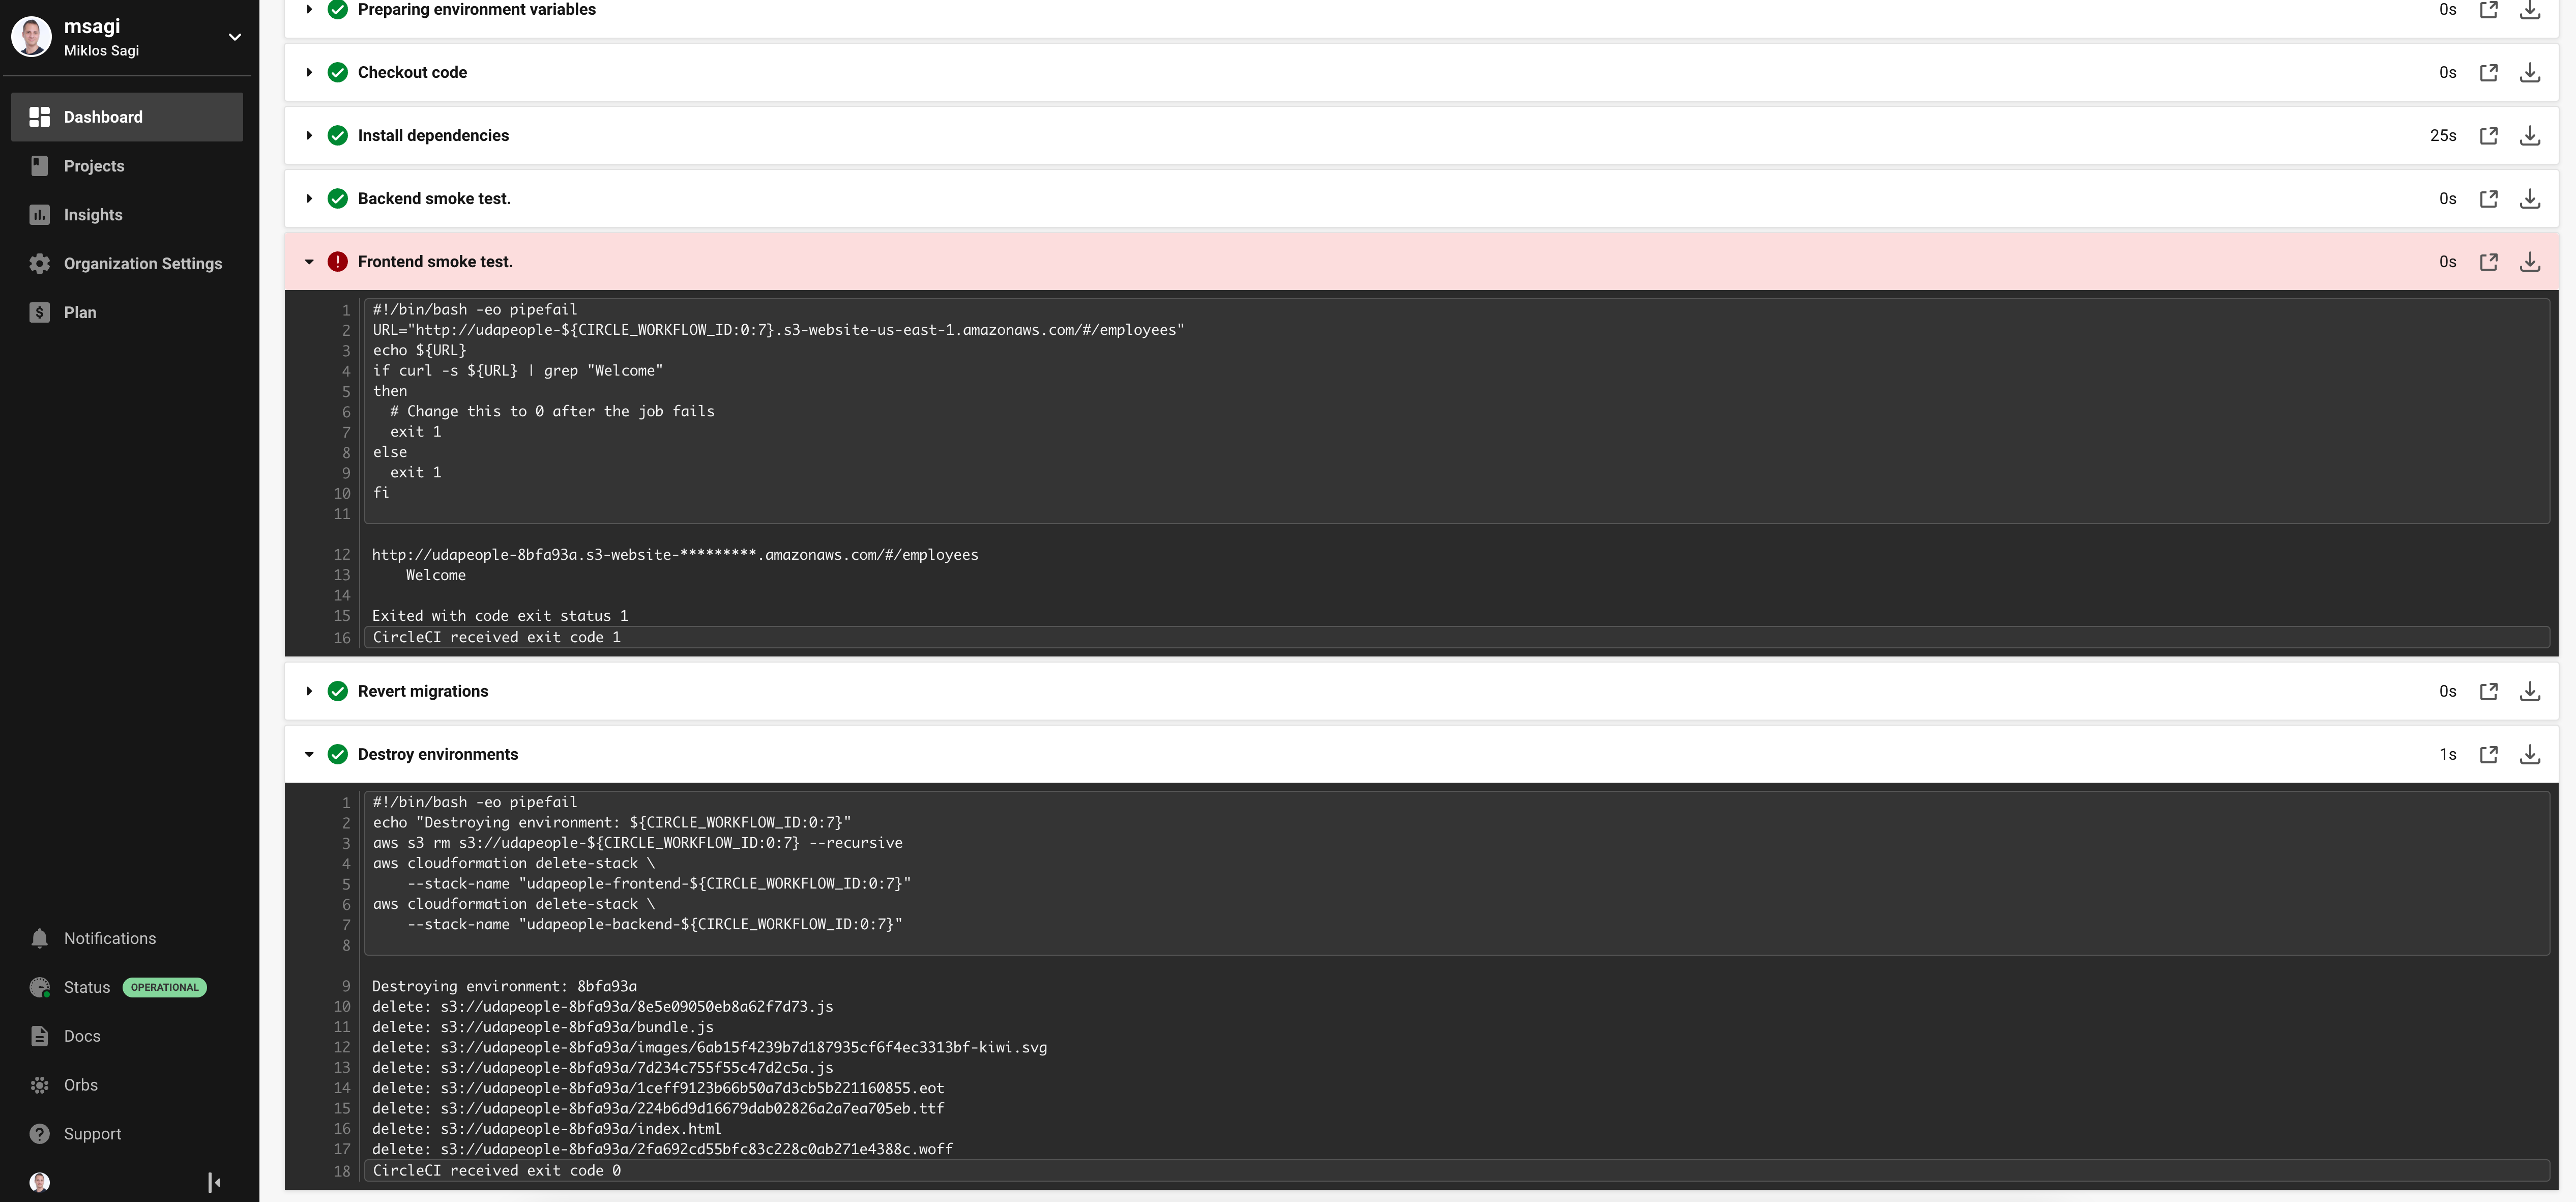 msagi
Miklos Sagi
Dashboard
Projects
Insights
Organization Settings
Plan
Notifications
Status OPERATIONAL
Docs
Orbs
Support
Preparing environment variables 0s
Checkout code 0s
Install dependencies 25s
Backend smoke test. 0s
Frontend smoke test. 0s
1 #!/bin/bash -eo pipefail
2 URL="http://udapeople-${CIRCLE_WORKFLOW_ID:0:7}.s3-website-us-east-1.amazonaws.com/#/employees"
3 echo ${URL}
4 if curl -s ${URL} | grep "Welcome"
5 then
6 # Change this to 0 after the job fails
7 exit 1
8 else
9 exit 1
10 fi
11
12 http://udapeople-8bfa93a.s3-website-*********.amazonaws.com/#/employees
13 Welcome
14
15 Exited with code exit status 1
16 CircleCI received exit code 1
Revert migrations 0s
Destroy environments 1s
1 #!/bin/bash -eo pipefail
2 echo "Destroying environment: ${CIRCLE_WORKFLOW_ID:0:7}"
3 aws s3 rm s3://udapeople-${CIRCLE_WORKFLOW_ID:0:7} --recursive
4 aws cloudformation delete-stack \
5 --stack-name "udapeople-frontend-${CIRCLE_WORKFLOW_ID:0:7}"
6 aws cloudformation delete-stack \
7 --stack-name "udapeople-backend-${CIRCLE_WORKFLOW_ID:0:7}"
8
9 Destroying environment: 8bfa93a
10 delete: s3://udapeople-8bfa93a/8e5e09050eb8a62f7d73.js
11 delete: s3://udapeople-8bfa93a/bundle.js
12 delete: s3://udapeople-8bfa93a/images/6ab15f4239b7d187935cf6f4ec3313bf-kiwi.svg
13 delete: s3://udapeople-8bfa93a/7d234c755f55c47d2c5a.js
14 delete: s3://udapeople-8bfa93a/1ceff9123b66b50a7d3cb5b221160855.eot
15 delete: s3://udapeople-8bfa93a/224b6d9d16679dab02826a2a7ea705eb.ttf
16 delete: s3://udapeople-8bfa93a/index.html
17 delete: s3://udapeople-8bfa93a/2fa692cd55bfc83c228c0ab271e4388c.woff
18 CircleCI received exit code 0